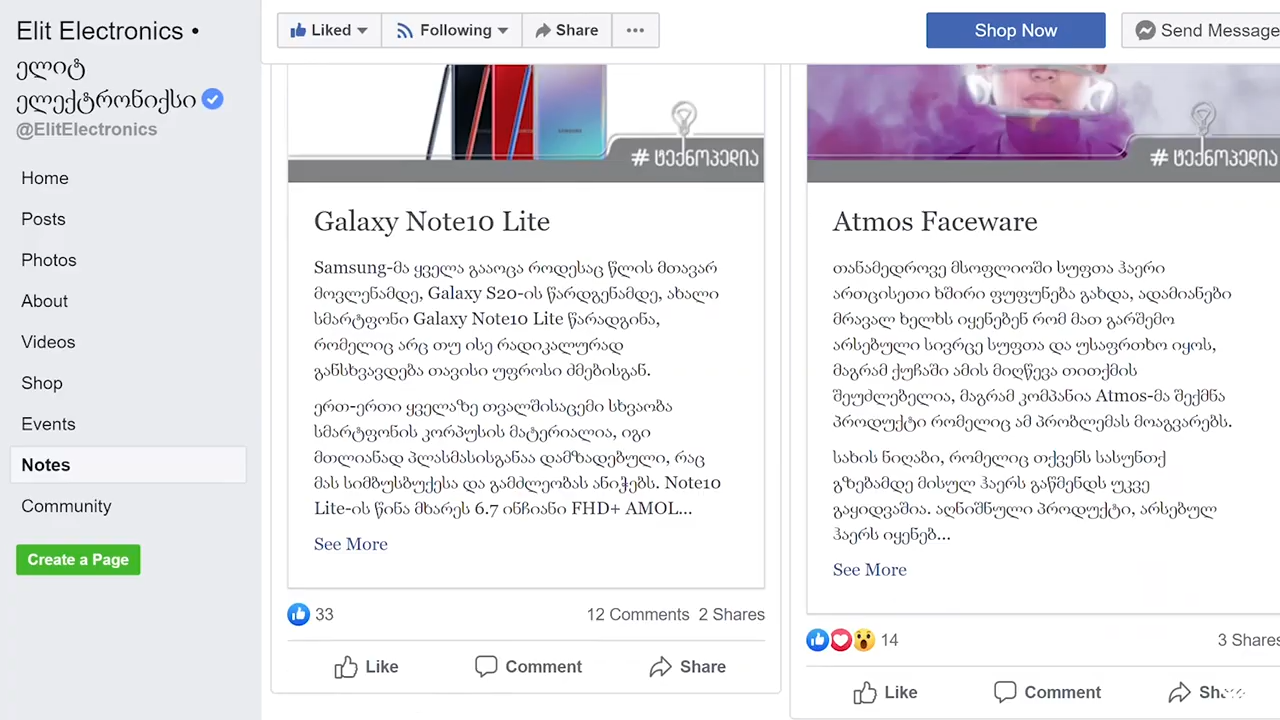 Elit Electronics •
ელიტ
ელექტრონიქსი
@ElitElectronics
Home
Posts
Photos
About
Videos
Shop
Events
Notes
Community
Create a Page
Liked
Following
Share
Shop Now
Send Message
SAMSUNG
# ტექნოპედია
Galaxy Note10 Lite
Samsung-მა ყველა გააოცა როდესაც წლის მთავარ
მოვლენამდე, Galaxy S20-ის წარდგენამდე, ახალი
სმარტფონი Galaxy Note10 Lite წარადგინა,
რომელიც არც თუ ისე რადიკალურად
განსხვავდება თავისი უფროსი ძმებისგან.
ერთ-ერთი ყველაზე თვალშისაცემი სხვაობა
სმარტფონის კორპუსის მატერიალია, იგი
მთლიანად პლასმასისგანაა დამზადებული, რაც
მას სიმბუსბუქესა და გამძლეობას ანიჭებს. Note10
Lite-ის წინა მხარეს 6.7 ინჩიანი FHD+ AMOL...
See More
33
12 Comments 2 Shares
Like
Comment
Share
# ტექნოპედია
Atmos Faceware
თანამედროვე მსოფლიოში სუფთა ჰაერი
ართცისეთი ხშირი ფუფუნება გახდა, ადამიანები
მრავალ ხელხს იყენებენ რომ მათ გარშემო
არსებული სივრცე სუფთა და უსაფრთხო იყოს,
მაგრამ ქუჩაში ამის მიღწევა თითქმის
შეუძლებელია, მაგრამ კომპანია Atmos-მა შექმნა
პროდუქტი რომელიც ამ პრობლემას მოაგვარებს.
სახის ნიღაბი, რომელიც თქვენს სასუნთქ
გზებამდე მისულ ჰაერს გაწმენდს უკვე
გაყიდვაშია. აღნიშნული პროდუქტი, არსებულ
ჰაერს იყენებ...
See More
14
3 Shares
Like
Comment